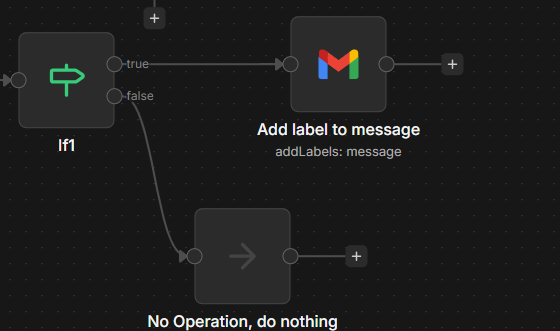 true
false
If1
Add label to message
addLabels: message
No Operation, do nothing